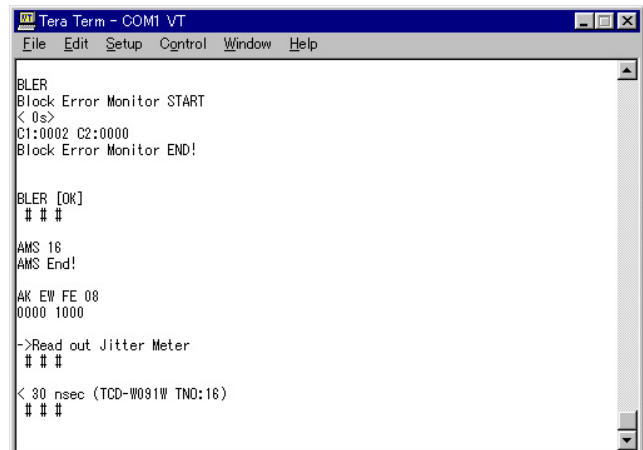 Tera Term - COM1 VT
File Edit Setup Control Window Help
BLER
Block Error Monitor START
< 0s>
C1:0002 C2:0000
Block Error Monitor END!
BLER [OK]
# # #
AMS 16
AMS End!
AK EW FE 08
0000 1000
->Read out Jitter Meter
# # #
< 30 nsec (TCD-W091W TNO:16)
# # #